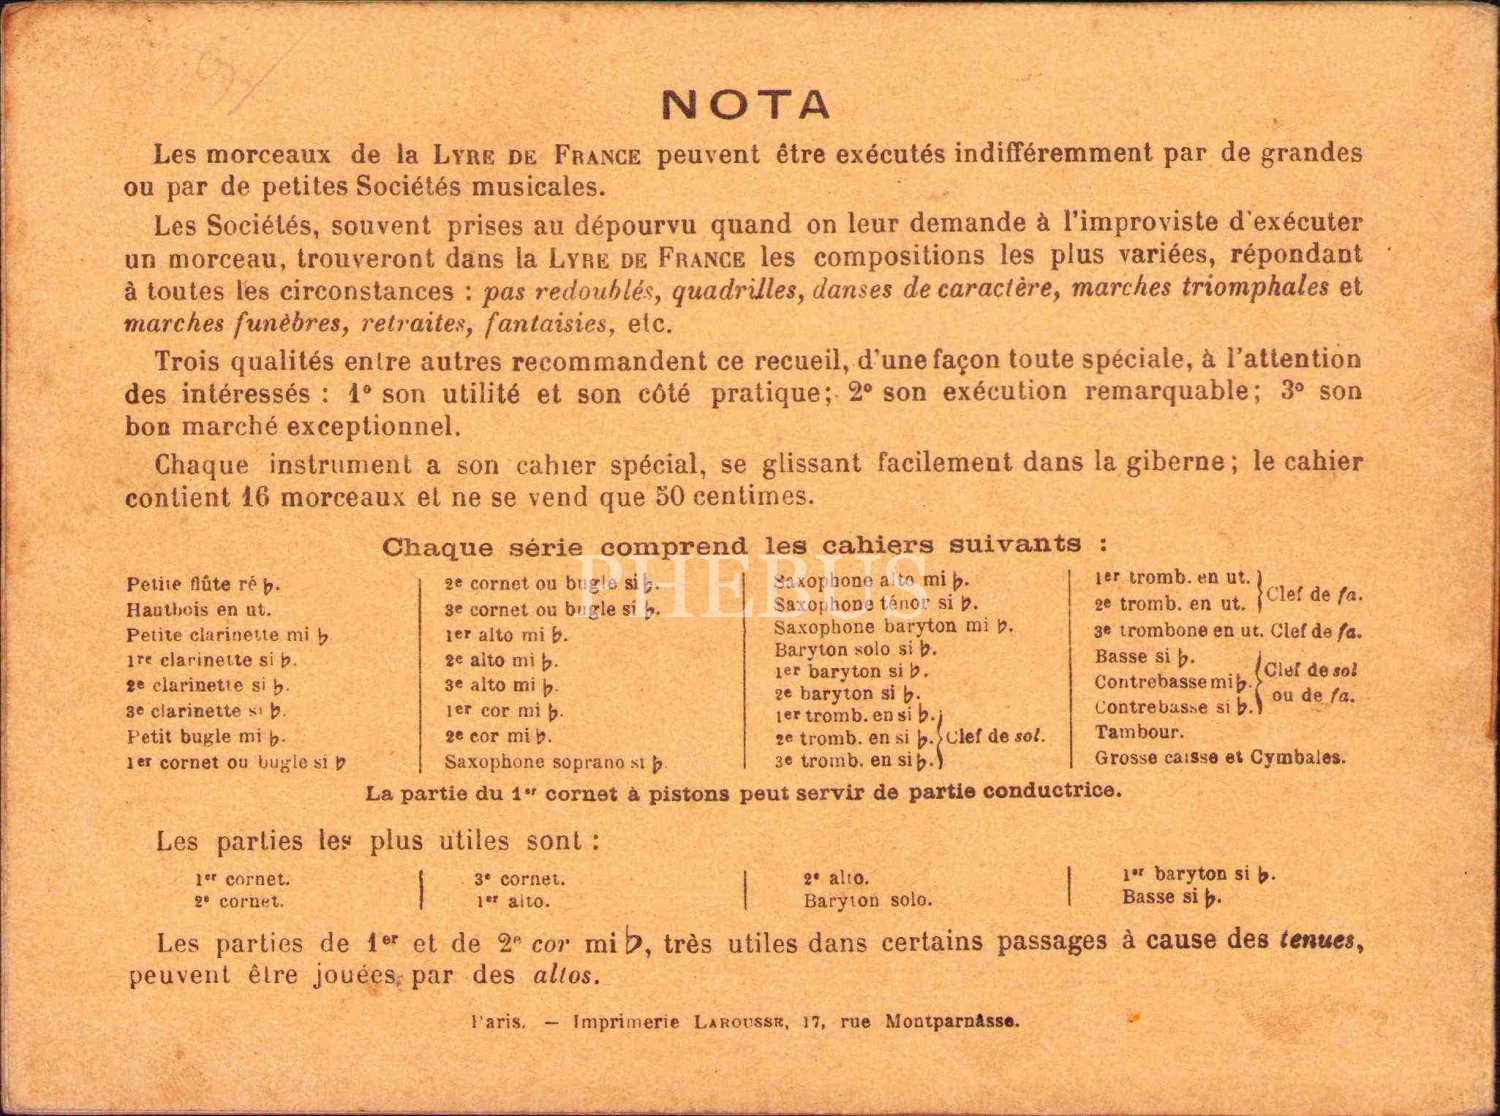 NOTA
Les morceaux de la LYRE DE FRANCE peuvent être exécutés indifféremment par de grandes
ou par de petites Sociétés musicales.
Les Sociétés, souvent prises au dépourvu quand on leur demande à l'improviste d'exécuter
un morceau, trouveront dans la LYRE DE FRANCE les compositions les plus variées, répondant
à toutes les circonstances : pas redoublés, quadrilles, danses de caractère, marches triomphales et
marches funèbres, retraites, fantaisies, etc.
Trois qualités entre autres recommandent ce recueil, d'une façon toute spéciale, à l'attention
des intéressés : 1° son utilité et son côté pratique; 2° son exécution remarquable; 3° son
bon marché exceptionnel.
Chaque instrument a son cahier spécial, se glissant facilement dans la giberne; le cahier
contient 16 morceaux et ne se vend que 50 centimes.
Chaque série comprend les cahiers suivants :
Petite flûte ré ♭.
Hautbois en ut.
Petite clarinette mi ♭
1re clarinette si ♭.
2e clarinette si ♭.
3e clarinette si ♭.
Petit bugle mi ♭.
1er cornet ou bugle si ♭
2e cornet ou bugle si ♭.
3e cornet ou bugle si ♭.
1er alto mi ♭.
2e alto mi ♭.
3e alto mi ♭.
1er cor mi ♭.
2e cor mi ♭.
Saxophone soprano si ♭
Saxophone alto mi ♭.
Saxophone ténor si ♭.
Saxophone baryton mi ♭.
Baryton solo si ♭.
1er baryton si ♭.
2e baryton si ♭.
1er tromb. en si ♭.
2e tromb. en si ♭. Clef de sol.
3e tromb. en si ♭.
1er tromb. en ut.
2e tromb. en ut. Clef de fa.
3e trombone en ut. Clef de fa.
Basse si ♭.
Contrebasse mi ♭. Clef de sol
ou de fa.
Contrebasse si ♭.
Tambour.
Grosse caisse et Cymbales.
PHEBUS
La partie du 1er cornet à pistons peut servir de partie conductrice.
Les parties les plus utiles sont :
1er cornet.
2e cornet.
3e cornet.
1er alto.
2e alto.
Baryton solo.
1er baryton si ♭.
Basse si ♭.
Les parties de 1er et de 2e cor mi ♭, très utiles dans certains passages à cause des tenues,
peuvent être jouées par des altos.
Paris. — Imprimerie LAROUSSE, 17, rue Montparnasse.